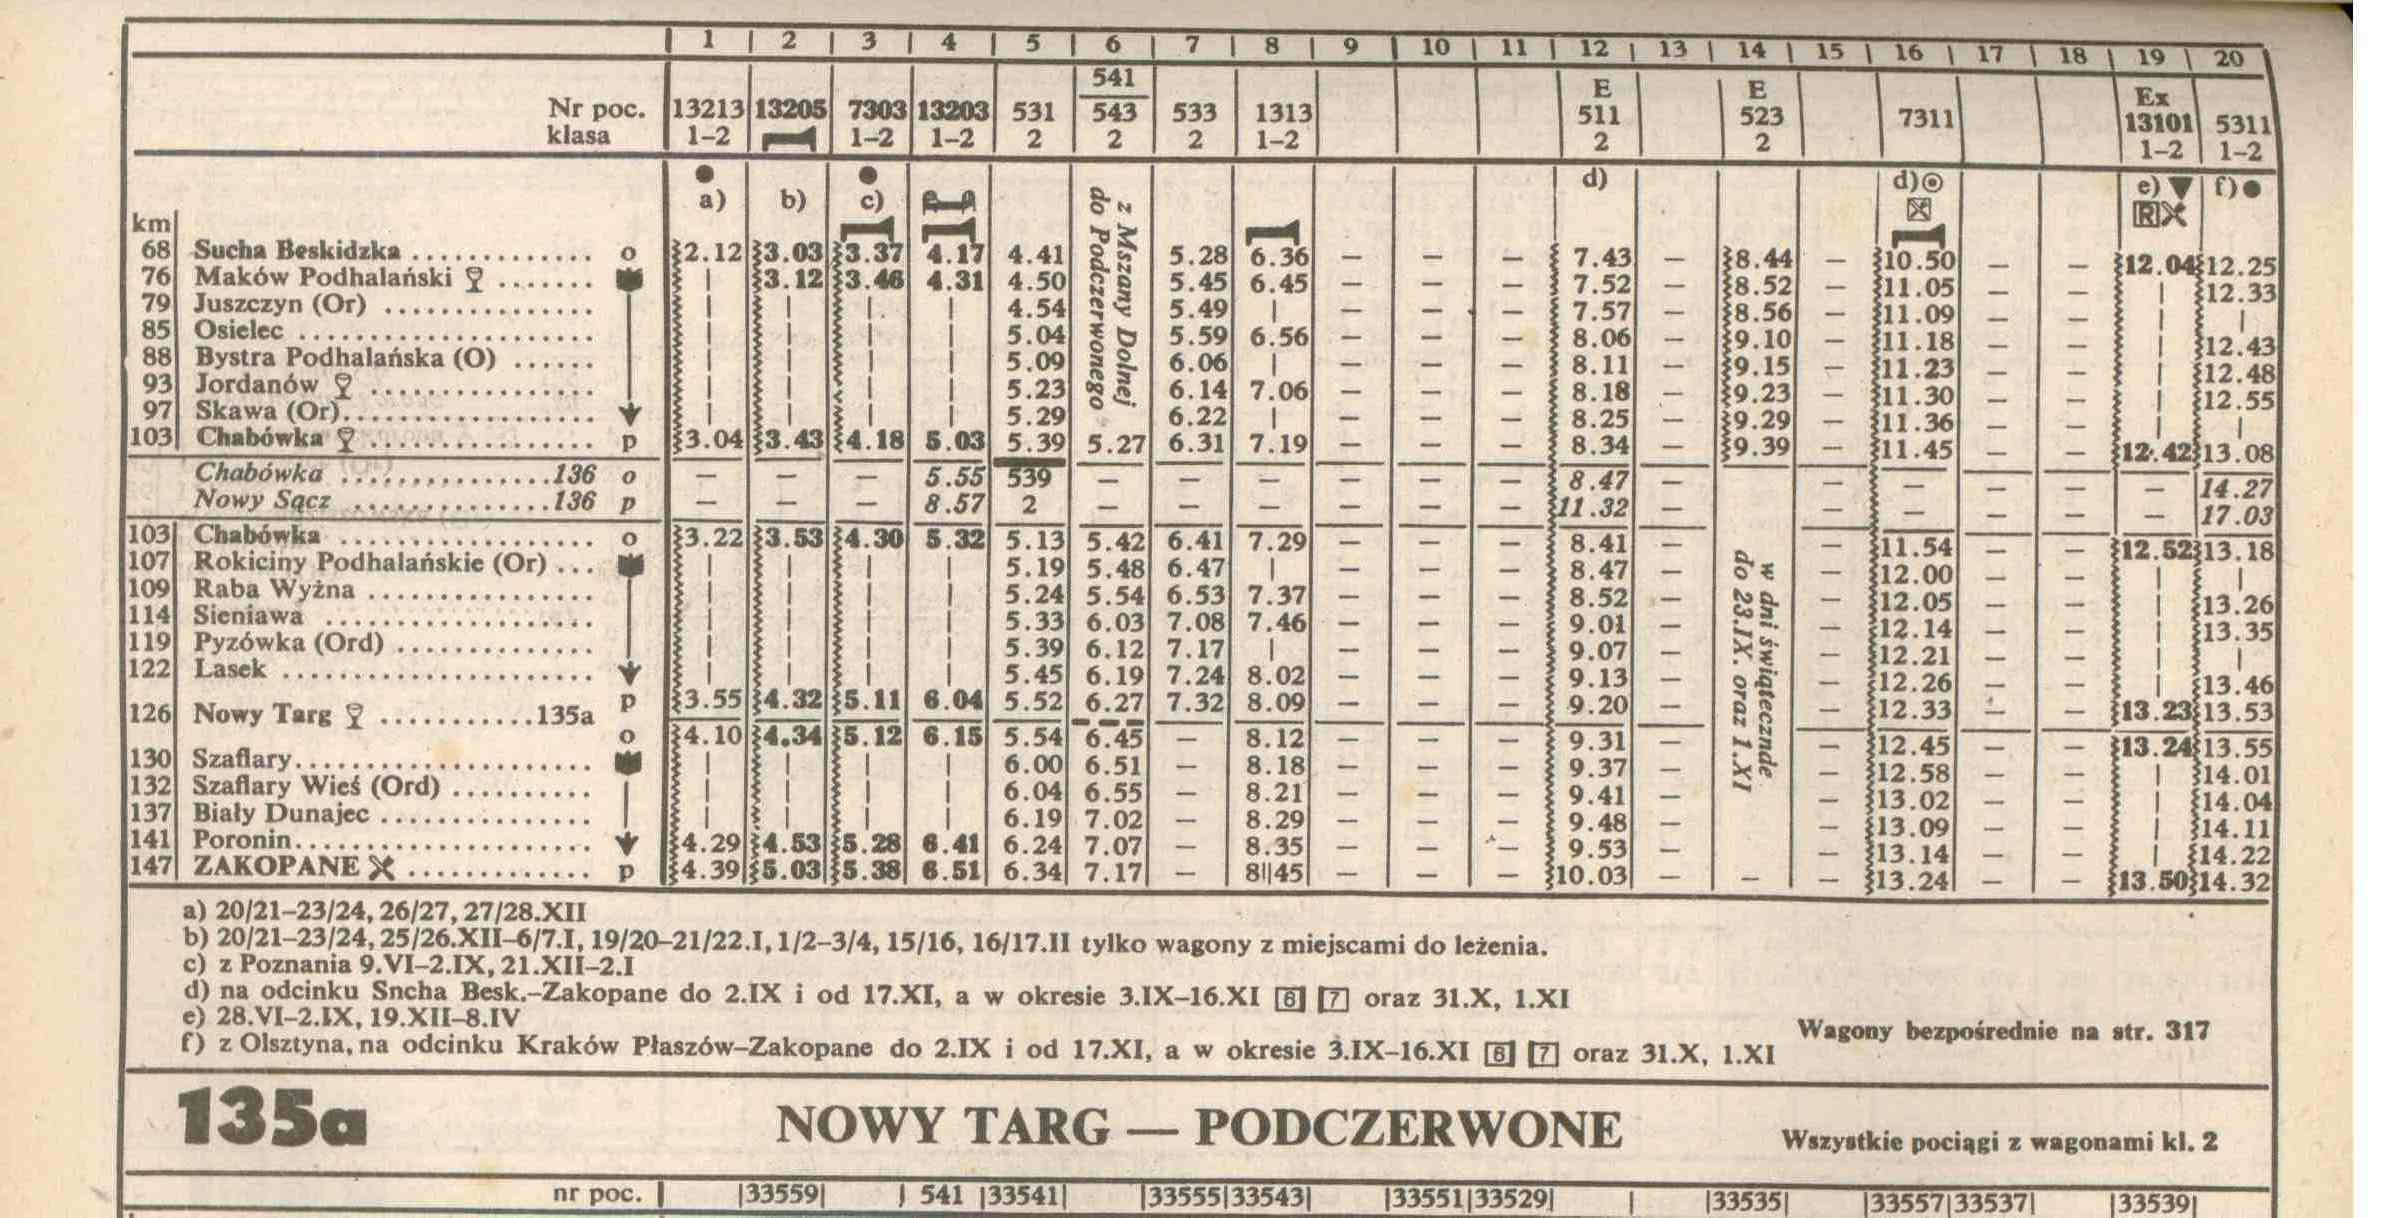 1 2 3 4 5 6 7 8 9 10 11 12 13 14 15 16 17 18 19 20
541 E E Ex
Nr poc. 13213 13205 7303 13203 531 543 533 1313 511 523 7311 13101 5311
klasa 1-2 1-2 1-2 2 2 2 1-2 2 2 1-2 1-2
a) b) c) d) d) e) f)
R
z Mszany Dolnej
do Podczerwonego
km
68 Sucha Beskidzka ............. o 2.12 3.03 3.37 4.17 4.41 5.28 6.36 — — — 7.43 — 8.44 — 10.50 — — 12.04 12.25
76 Maków Podhalański ....... | 3.12 3.46 4.31 4.50 5.45 6.45 — — — 7.52 — 8.52 — 11.05 — — | 12.33
79 Juszczyn (Or) ............... | | | | 4.54 5.49 | — — — 7.57 — 8.56 — 11.09 — — | |
85 Osielec ..................... | | | | 5.04 5.59 6.56 — — — 8.06 — 9.10 — 11.18 — — | 12.43
88 Bystra Podhalańska (O) ...... | | | | 5.09 6.06 | — — — 8.11 — 9.15 — 11.23 — — | 12.48
93 Jordanów ................ | | | | 5.23 6.14 7.06 — — — 8.18 — 9.23 — 11.30 — — | 12.55
97 Skawa (Or).................. | | | | 5.29 6.22 | — — — 8.25 — 9.29 — 11.36 — — | |
103 Chabówka ................ p 3.04 3.43 4.18 5.03 5.39 5.27 6.31 7.19 — — — 8.34 — 9.39 — 11.45 — — 12.42 13.08
Chabówka ...............136 o — — — 5.55 539 — — — — — — 8.47 — — — — — — 14.27
Nowy Sącz ..............136 p — — — 8.57 2 — — — — — — 11.32 — — — — — — 17.03
103 Chabówka ................... o 3.22 3.53 4.30 5.32 5.13 5.42 6.41 7.29 — — — 8.41 — — 11.54 — — 12.52 13.18
107 Rokiciny Podhalańskie (Or) ... | | | | 5.19 5.48 6.47 | — — — 8.47 — — 12.00 — — | |
109 Raba Wyżna ................. | | | | 5.24 5.54 6.53 7.37 — — — 8.52 — — 12.05 — — | 13.26
114 Sieniawa .................... | | | | 5.33 6.03 7.08 7.46 — — — 9.01 — — 12.14 — — | 13.35
119 Pyzówka (Ord) .............. | | | | 5.39 6.12 7.17 | — — — 9.07 — — 12.21 — — | |
122 Lasek ...................... | | | | 5.45 6.19 7.24 8.02 — — — 9.13 — — 12.26 — — | 13.46
p 3.55 4.32 5.11 6.04 5.52 6.27 7.32 8.09 — — — 9.20 — — 12.33 — — 13.23 13.53
126 Nowy Targ ............135a
o 4.10 4.34 5.12 6.15 5.54 6.45 — 8.12 — — — 9.31 — — 12.45 — — 13.24 13.55
130 Szaflary..................... | | | | 6.00 6.51 — 8.18 — — — 9.37 — — 12.58 — — | 14.01
132 Szaflary Wieś (Ord) .......... | | | | 6.04 6.55 — 8.21 — — — 9.41 — — 13.02 — — | 14.04
137 Biały Dunajec ............... | | | | 6.19 7.02 — 8.29 — — — 9.48 — — 13.09 — — | 14.11
141 Poronin..................... 4.29 4.53 5.28 6.41 6.24 7.07 — 8.35 — — — 9.53 — — 13.14 — — | 14.22
147 ZAKOPANE ............. p 4.39 5.03 5.38 6.51 6.34 7.17 — 8||45 — — — 10.03 — — — 13.24 — — 13.50 14.32
w dni świąteczne
do 23.IX. oraz 1.XI
a) 20/21–23/24, 26/27, 27/28.XII
b) 20/21–23/24, 25/26.XII–6/7.I, 19/20–21/22.I, 1/2–3/4, 15/16, 16/17.II tylko wagony z miejscami do leżenia.
c) z Poznania 9.VI–2.IX, 21.XII–2.I
d) na odcinku Sncha Besk.–Zakopane do 2.IX i od 17.XI, a w okresie 3.IX–16.XI 6 7 oraz 31.X, 1.XI
e) 28.VI–2.IX, 19.XII–8.IV
f) z Olsztyna, na odcinku Kraków Płaszów–Zakopane do 2.IX i od 17.XI, a w okresie 3.IX–16.XI 6 7 oraz 31.X, 1.XI
Wagony bezpośrednie na str. 317
135a NOWY TARG — PODCZERWONE Wszystkie pociągi z wagonami kl. 2
nr poc. 33559 541 33541 33555 33543 33551 33529 33535 33557 33537 33539